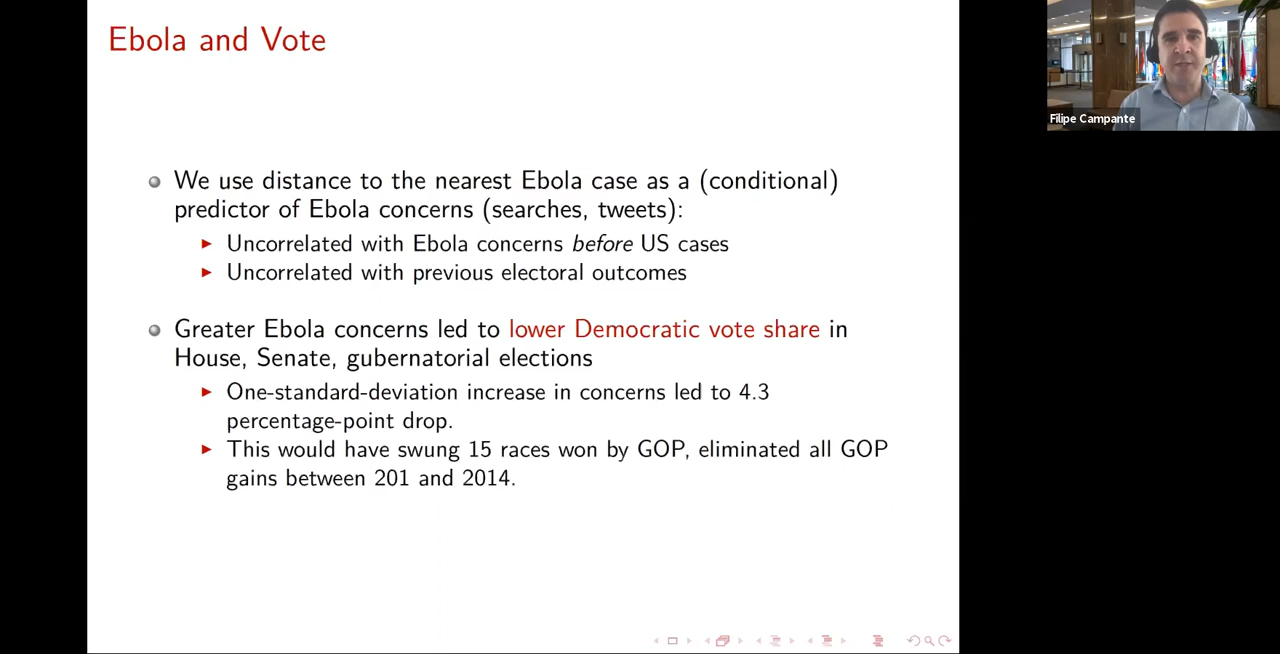 Ebola and Vote
We use distance to the nearest Ebola case as a (conditional)
predictor of Ebola concerns (searches, tweets):
Uncorrelated with Ebola concerns before US cases
Uncorrelated with previous electoral outcomes
Greater Ebola concerns led to lower Democratic vote share in
House, Senate, gubernatorial elections
One-standard-deviation increase in concerns led to 4.3
percentage-point drop.
This would have swung 15 races won by GOP, eliminated all GOP
gains between 201 and 2014.
Filipe Campante